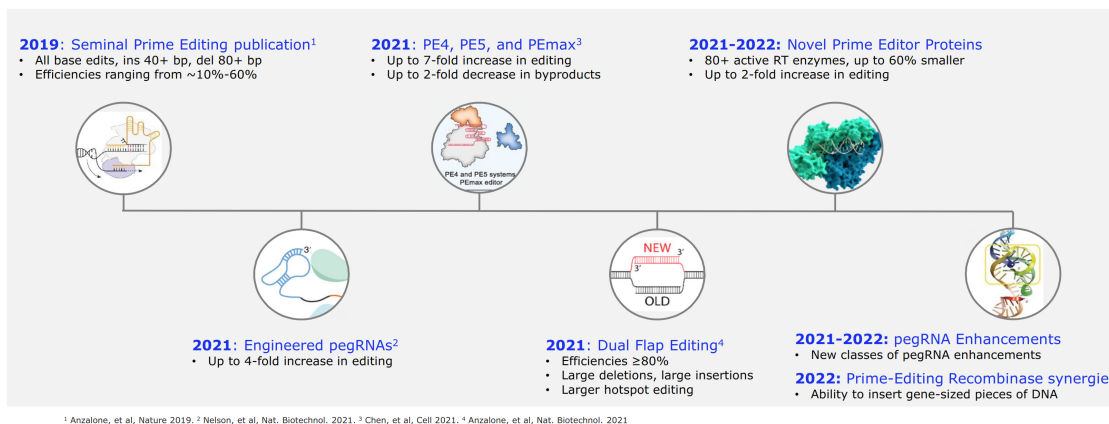 2019: Seminal Prime Editing publication1
• All base edits, ins 40+ bp, del 80+ bp
• Efficiencies ranging from ~10%-60%
2021: PE4, PE5, and PEmax3
• Up to 7-fold increase in editing
• Up to 2-fold decrease in byproducts
2021-2022: Novel Prime Editor Proteins
• 80+ active RT enzymes, up to 60% smaller
• Up to 2-fold increase in editing
PE4 and PE5 systems
PEmax editor
3′
NEW
3′
3′
OLD
2021: Engineered pegRNAs2
• Up to 4-fold increase in editing
2021: Dual Flap Editing4
• Efficiencies ≥80%
• Large deletions, large insertions
• Larger hotspot editing
2021-2022: pegRNA Enhancements
• New classes of pegRNA enhancements
2022: Prime-Editing Recombinase synergie
• Ability to insert gene-sized pieces of DNA
1 Anzalone, et al, Nature 2019. 2 Nelson, et al, Nat. Biotechnol. 2021. 3 Chen, et al, Cell 2021. 4 Anzalone, et al, Nat. Biotechnol. 2021